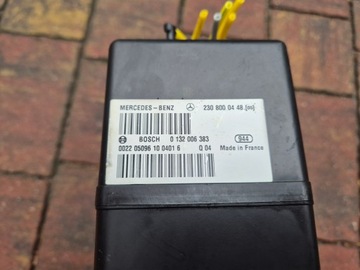 MERCEDES-BENZ 230 800 04 48
BOSCH 0 132 006 383 944
0022 05096 10 0401 6 Q 04 Made in France